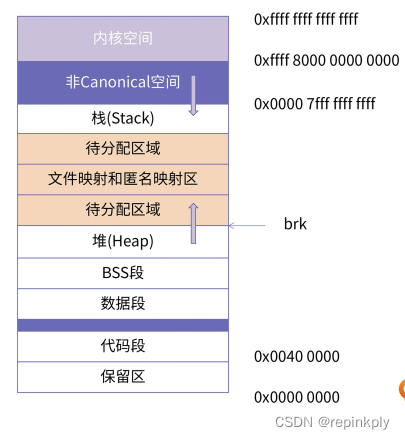 0xffff ffff ffff ffff
内核空间
0xffff 8000 0000 0000
非Canonical空间
0x0000 7fff ffff ffff
栈(Stack)
待分配区域
文件映射和匿名映射区
待分配区域
brk
堆(Heap)
BSS段
数据段
代码段
0x0040 0000
保留区
0x0000 0000
CSDN @repinkply